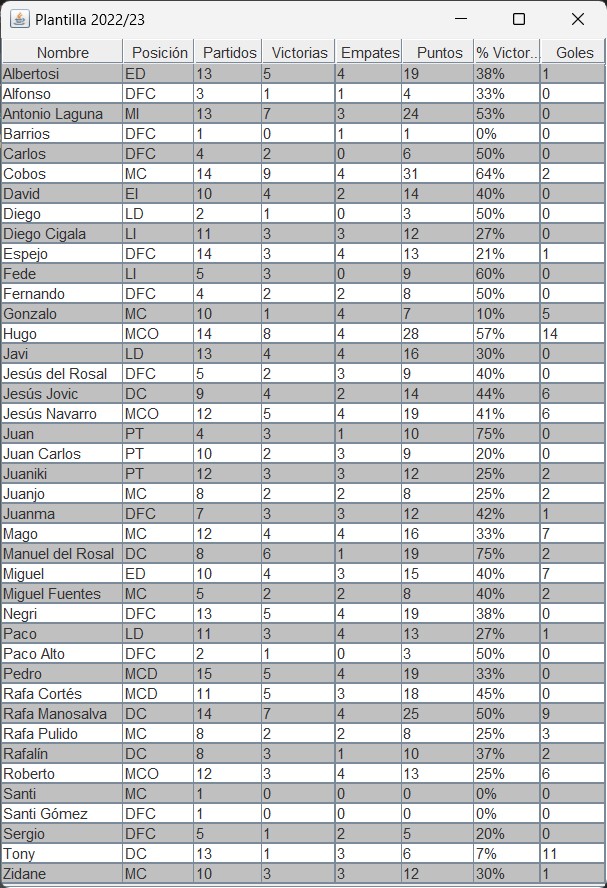 Plantilla 2022/23
Nombre Posición Partidos Victorias Empates Puntos % Victor... Goles
Albertosi ED 13 5 4 19 38% 1
Alfonso DFC 3 1 1 4 33% 0
Antonio Laguna MI 13 7 3 24 53% 0
Barrios DFC 1 0 1 1 0% 0
Carlos DFC 4 2 0 6 50% 0
Cobos MC 14 9 4 31 64% 2
David EI 10 4 2 14 40% 0
Diego LD 2 1 0 3 50% 0
Diego Cigala LI 11 3 3 12 27% 0
Espejo DFC 14 3 4 13 21% 1
Fede LI 5 3 0 9 60% 0
Fernando DFC 4 2 2 8 50% 0
Gonzalo MC 10 1 4 7 10% 5
Hugo MCO 14 8 4 28 57% 14
Javi LD 13 4 4 16 30% 0
Jesús del Rosal DFC 5 2 3 9 40% 0
Jesús Jovic DC 9 4 2 14 44% 6
Jesús Navarro MCO 12 5 4 19 41% 6
Juan PT 4 3 1 10 75% 0
Juan Carlos PT 10 2 3 9 20% 0
Juaniki PT 12 3 3 12 25% 2
Juanjo MC 8 2 2 8 25% 2
Juanma DFC 7 3 3 12 42% 1
Mago MC 12 4 4 16 33% 7
Manuel del Rosal DC 8 6 1 19 75% 2
Miguel ED 10 4 3 15 40% 7
Miguel Fuentes MC 5 2 2 8 40% 2
Negri DFC 13 5 4 19 38% 0
Paco LD 11 3 4 13 27% 1
Paco Alto DFC 2 1 0 3 50% 0
Pedro MCD 15 5 4 19 33% 0
Rafa Cortés MCD 11 5 3 18 45% 0
Rafa Manosalva DC 14 7 4 25 50% 9
Rafa Pulido MC 8 2 2 8 25% 3
Rafalín DC 8 3 1 10 37% 2
Roberto MCO 12 3 4 13 25% 6
Santi MC 1 0 0 0 0% 0
Santi Gómez DFC 1 0 0 0 0% 0
Sergio DFC 5 1 2 5 20% 0
Tony DC 13 1 3 6 7% 11
Zidane MC 10 3 3 12 30% 1